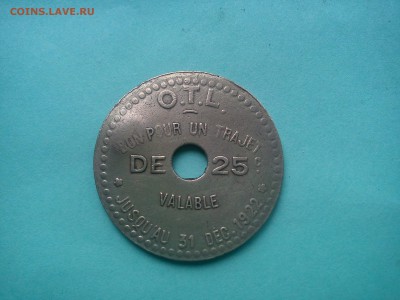 COINS.LAVE.RU
O.T.L.
BON POUR UN TRAJET
DE 25 c
VALABLE
* JUSQU'AU 31 DEC. 1922 *